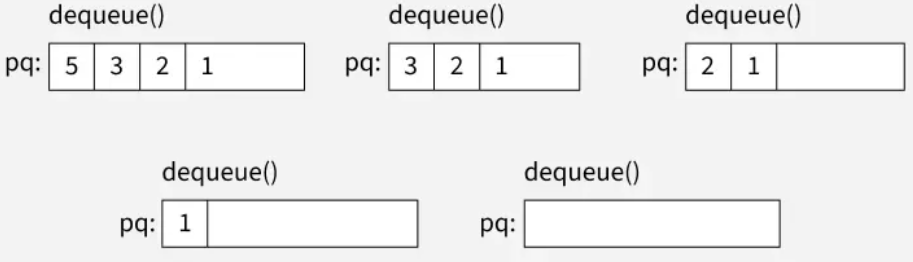 dequeue() dequeue() dequeue()
pq: 5 3 2 1 pq: 3 2 1 pq: 2 1
dequeue() dequeue()
pq: 1 pq: